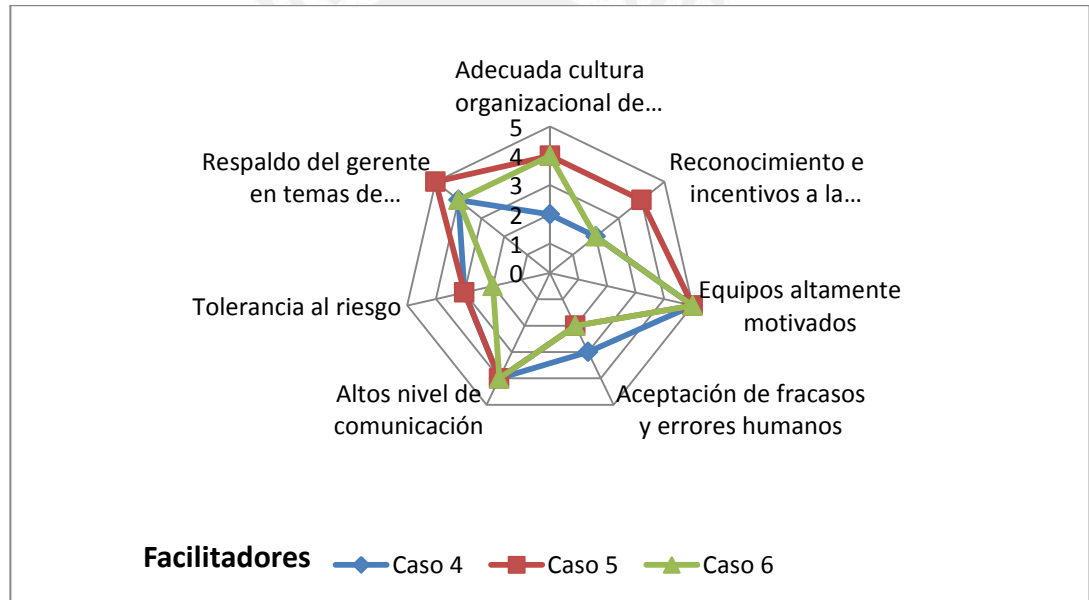 Adecuada cultura
organizacional de…
Reconocimiento e
incentivos a la…
Equipos altamente
motivados
Aceptación de fracasos
y errores humanos
Altos nivel de
comunicación
Tolerancia al riesgo
Respaldo del gerente
en temas de…
5
4
3
2
1
0
Facilitadores
Caso 4
Caso 5
Caso 6